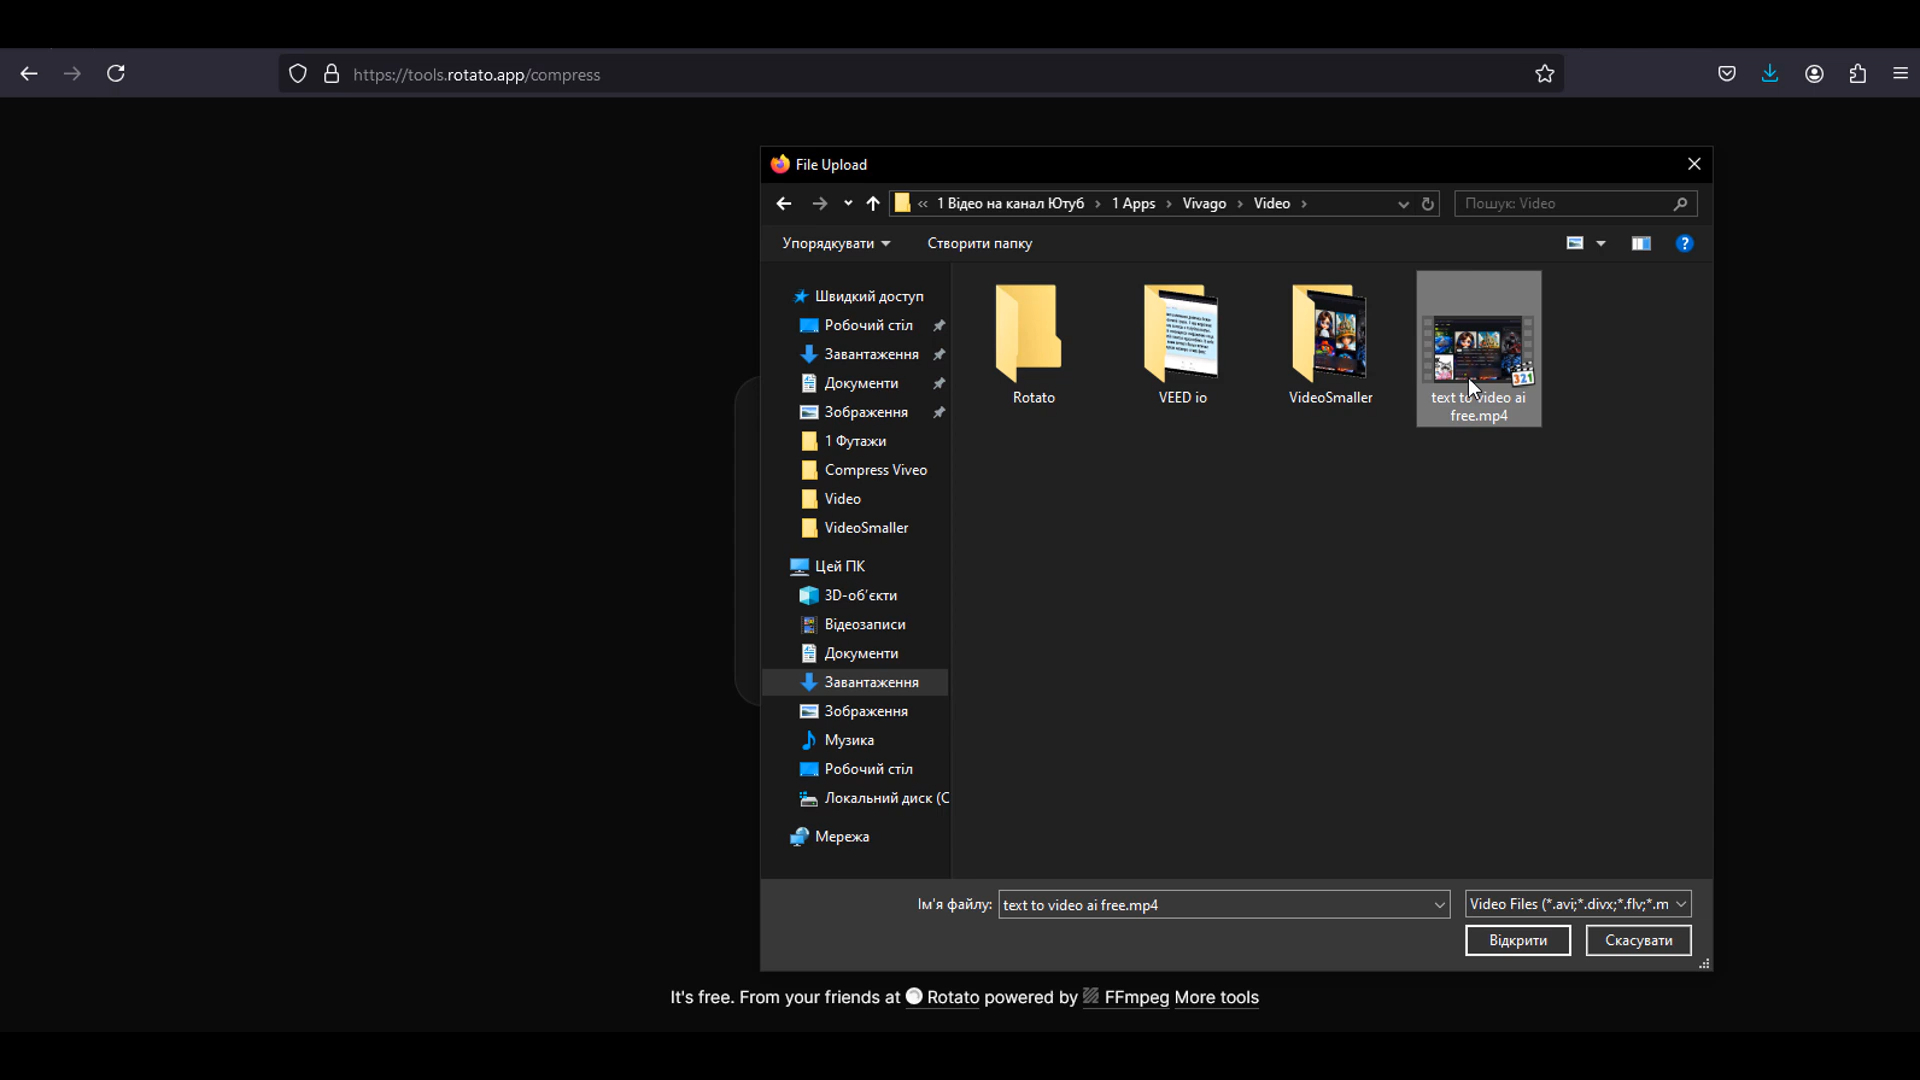 https://tools.rotato.app/compress
File Upload
« 1 Відео на канал Ютуб › 1 Apps › Vivago › Video ›
Пошук: Video
Упорядкувати
Створити папку
?
Швидкий доступ
Робочий стіл
Завантаження
Документи
Зображення
1 Футажи
Compress Viveo
Video
VideoSmaller
Цей ПК
3D-об'єкти
Відеозаписи
Документи
Завантаження
Зображення
Музика
Робочий стіл
Локальний диск (C
Мережа
Rotato
VEED io
VideoSmaller
321
text to video ai
free.mp4
Ім'я файлу:
text to video ai free.mp4
Video Files (*.avi;*.divx;*.flv;*.m
Відкрити
Скасувати
It's free. From your friends at Rotato powered by FFmpeg More tools